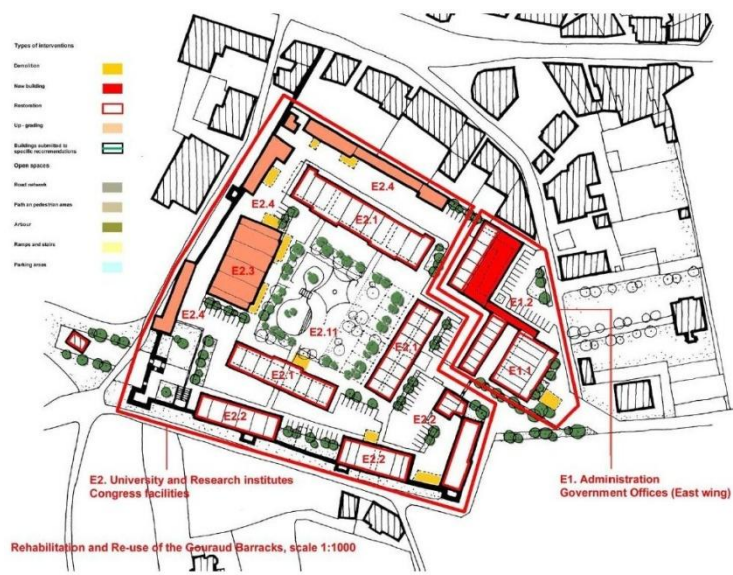 Types of Interventions
Demolition
New building
Restoration
Up - grading
Buildings submitted to
specific recommendations
Open spaces
Road network
Path on pedestrian areas
Arbour
Ramps and stairs
Parking areas
E2.4
E2.4
E2.1
E2.3
E1.2
E2.11
E2.4
E2.1
E1.1
E2.1
E2.2
E2.2
E2.2
E2. University and Research institutes
Congress facilities
E1. Administration
Government Offices (East wing)
Rehabilitation and Re-use of the Gouraud Barracks, scale 1:1000